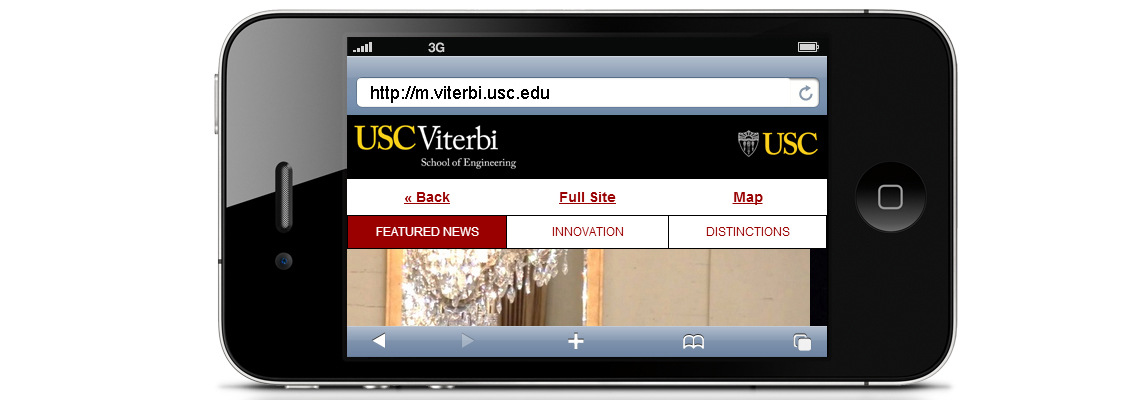 3G
http://m.viterbi.usc.edu
USC Viterbi
School of Engineering
USC
« Back Full Site Map
FEATURED NEWS INNOVATION DISTINCTIONS